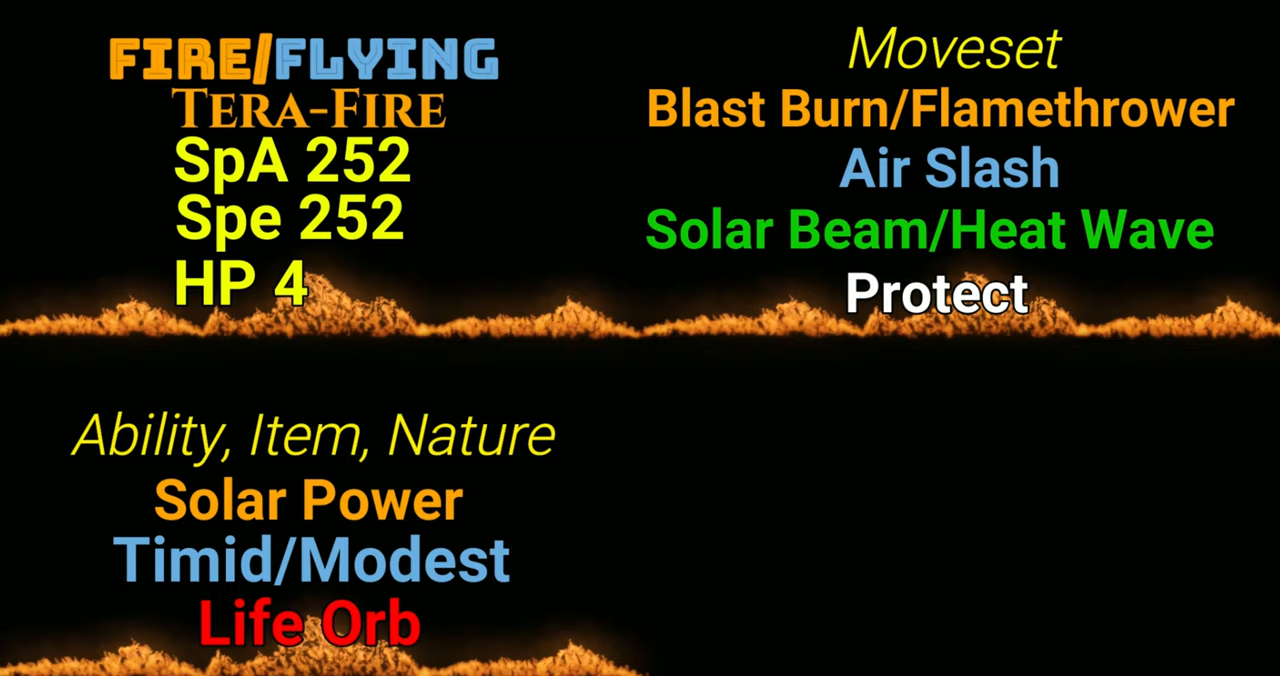 FIRE/FLYING
TERA-FIRE
SpA 252
Spe 252
HP 4
Moveset
Blast Burn/Flamethrower
Air Slash
Solar Beam/Heat Wave
Protect
Ability, Item, Nature
Solar Power
Timid/Modest
Life Orb